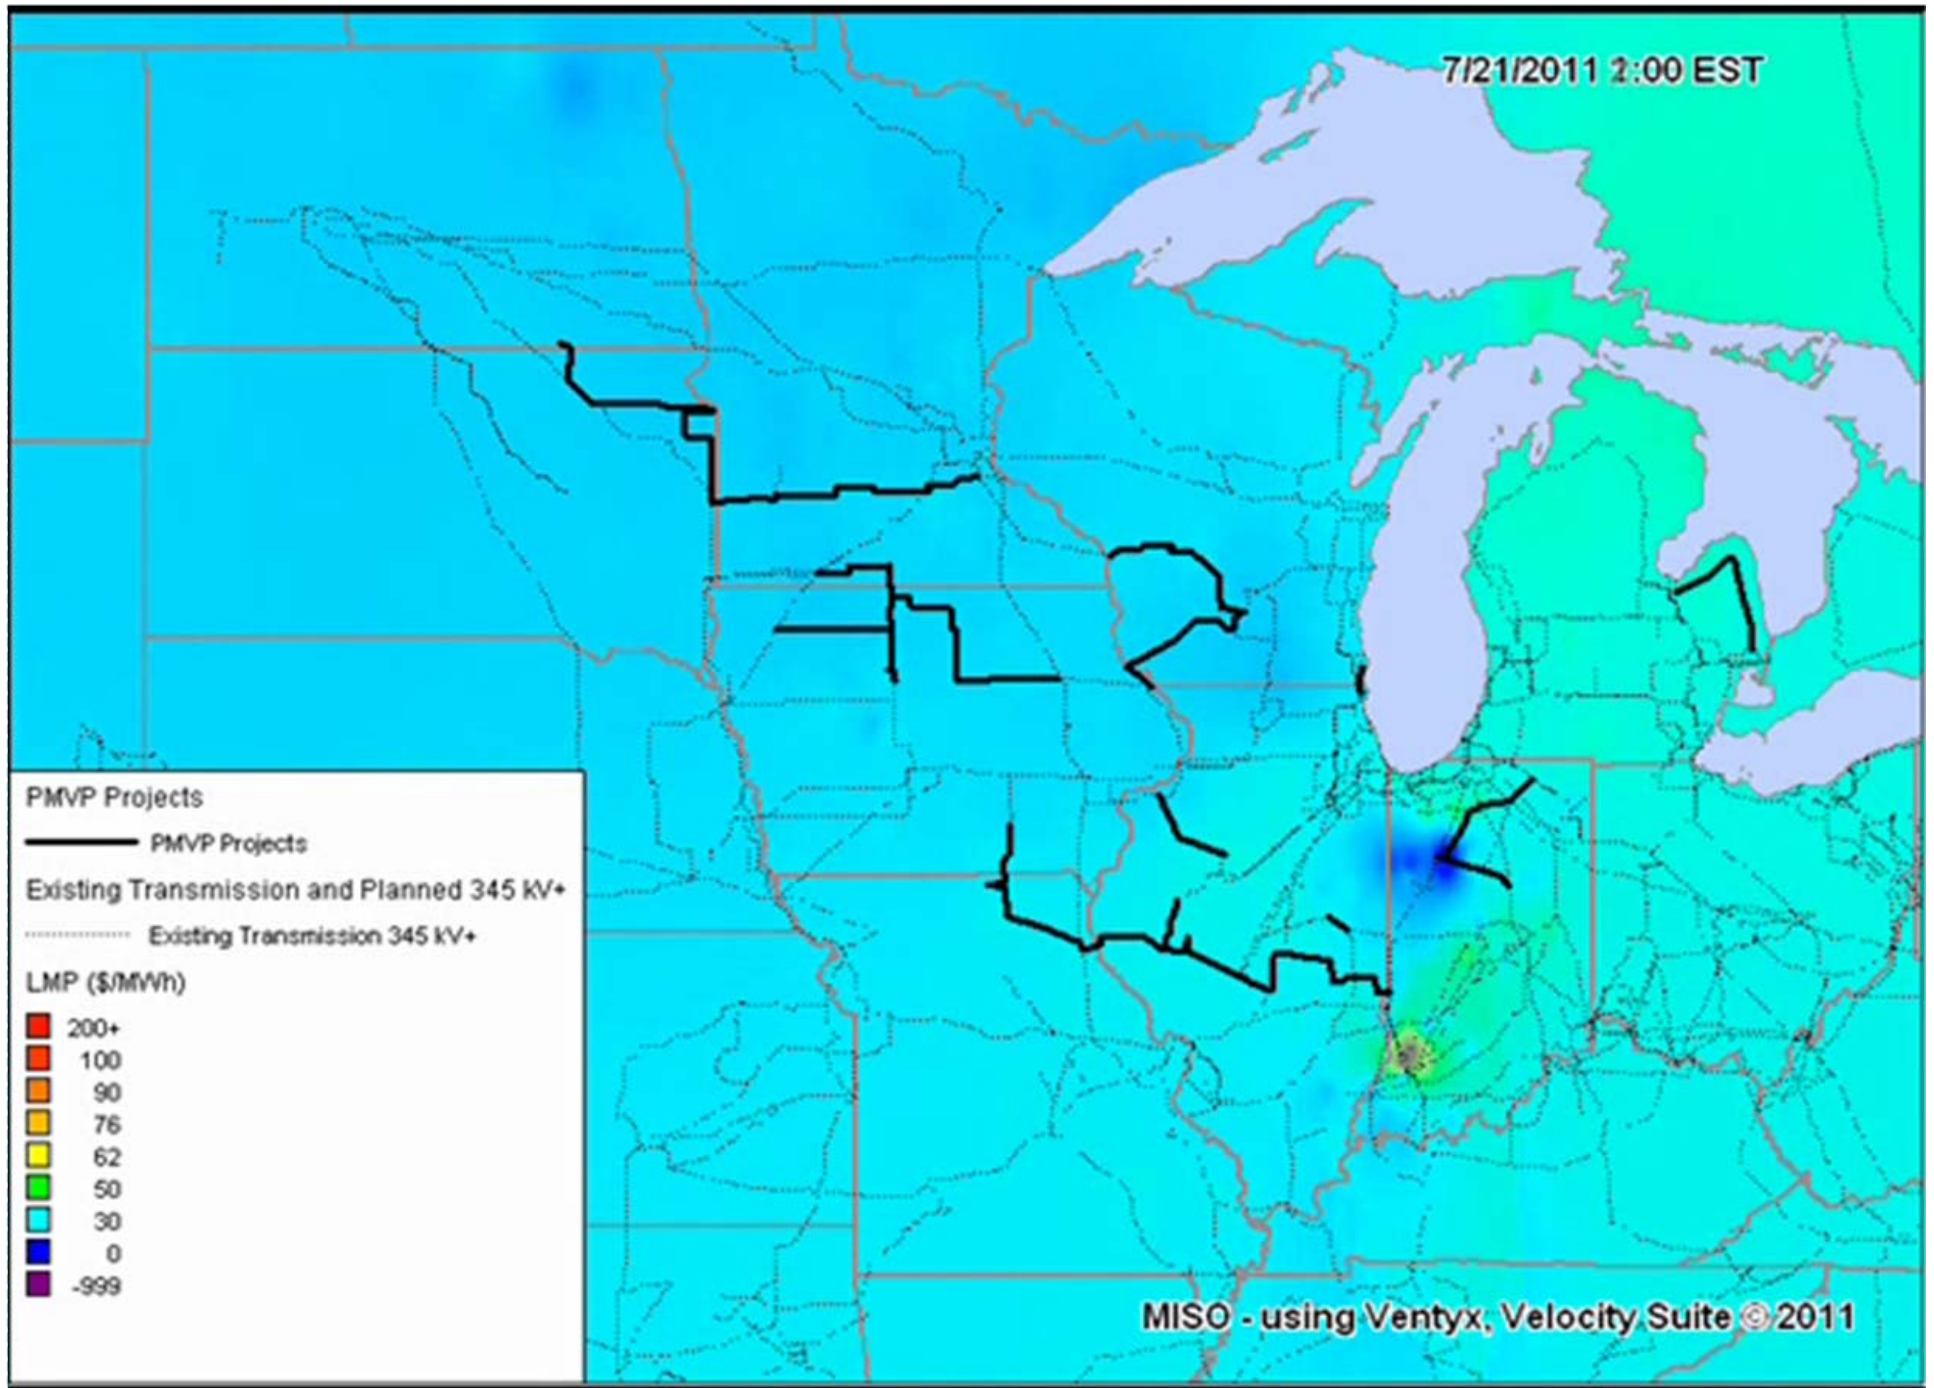 7/21/2011 :00 EST
PMVP Projects
PMVP Projects
Existing Transmission and Planned 345 kV+
Existing Transmission 345 kV+
LMP ($/MWh)
200+
100
90
76
62
50
30
0
-999
MISO - using Ventyx, Velocity Suite © 2011